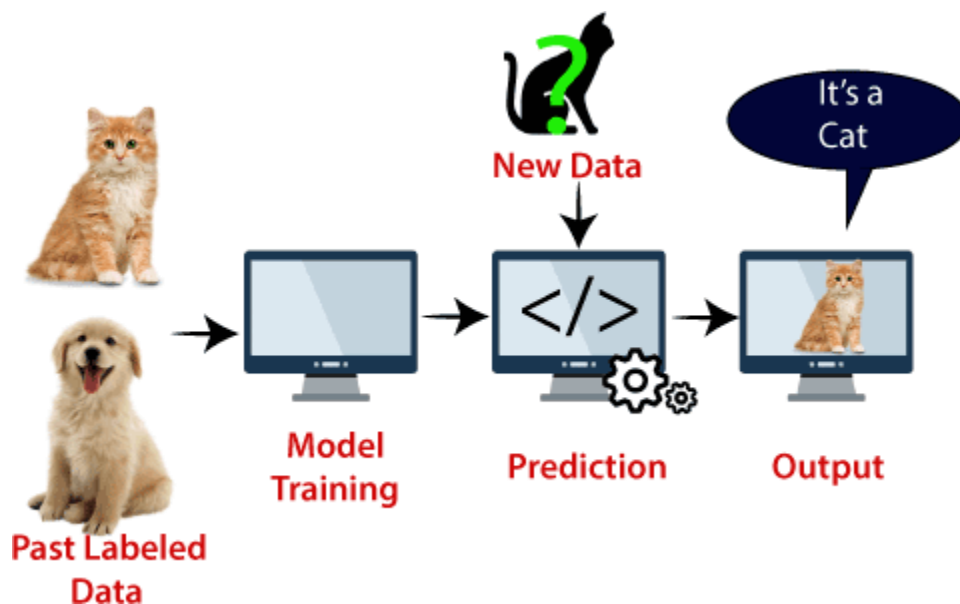 It's a
Cat
?
New Data
</>
Model
Training
Prediction
Output
Past Labeled
Data